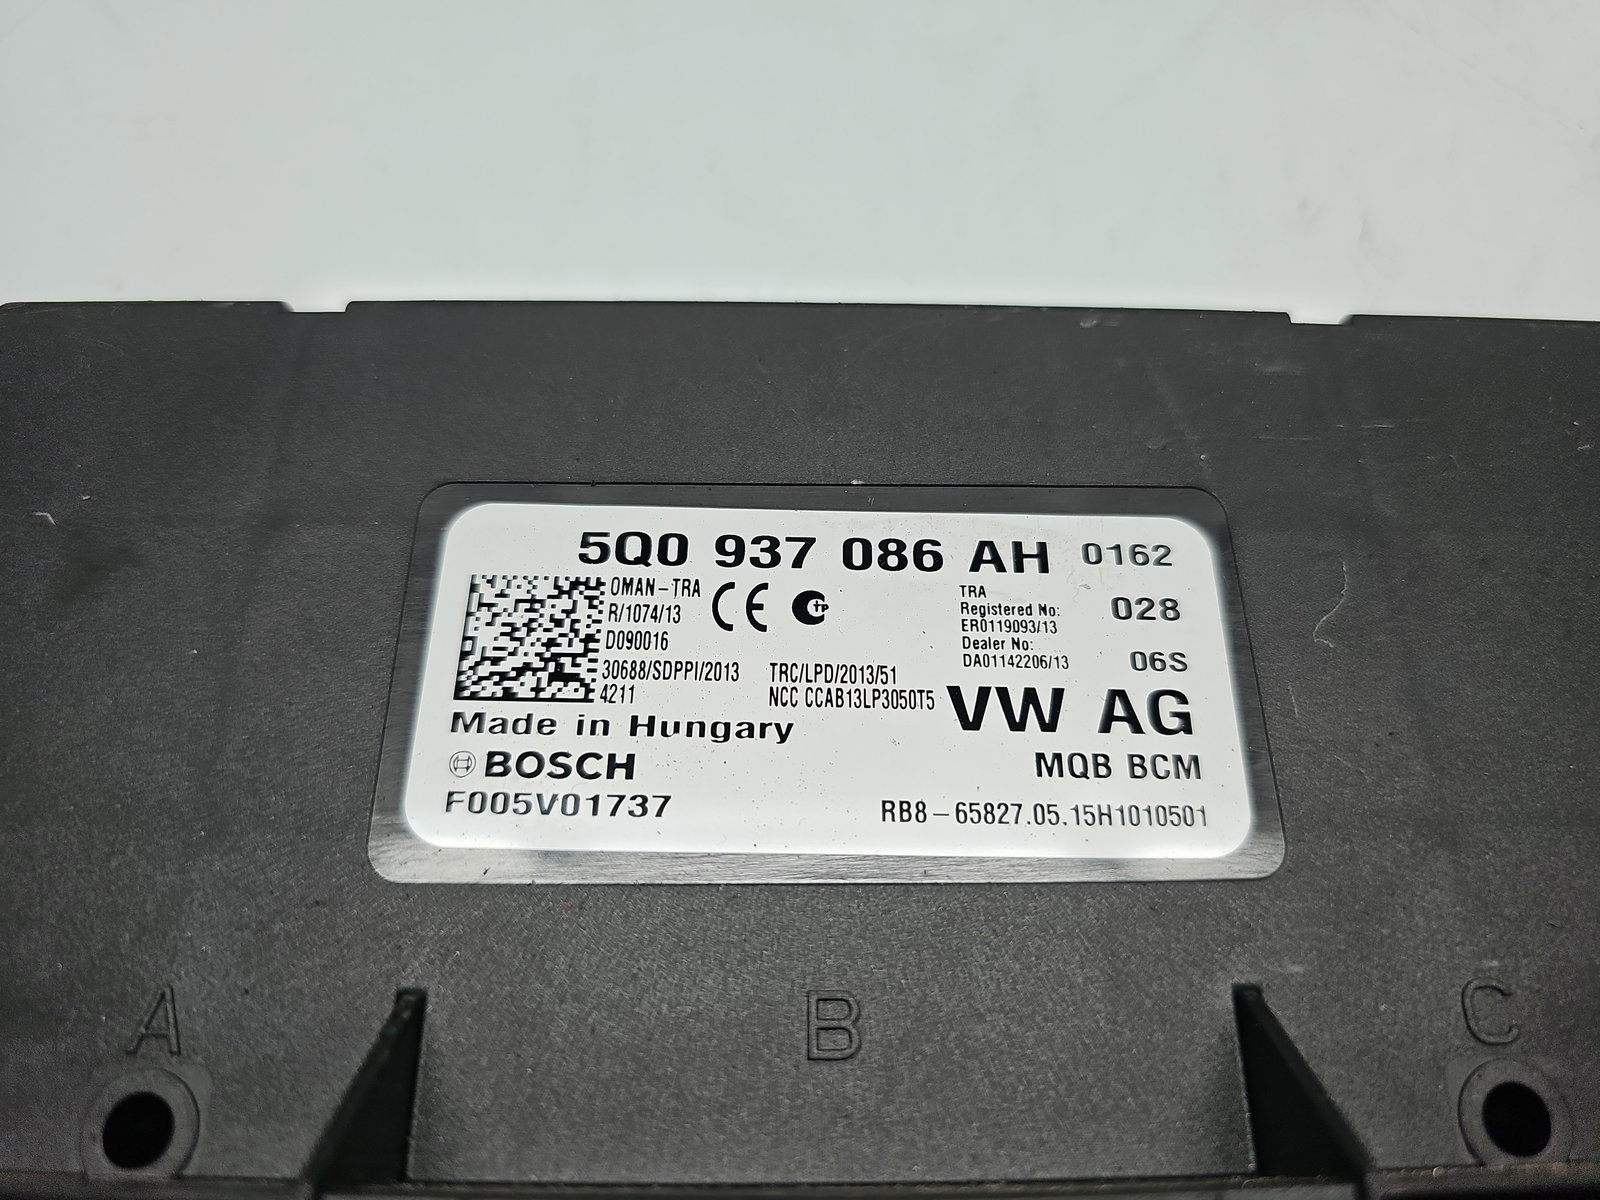 5Q0 937 086 AH 0162
OMAN-TRA
R/1074/13
D090016
30688/SDPPI/2013
4211
CE
TRC/LPD/2013/51
NCC CCAB13LP3050T5
TRA
Registered No:
ER0119093/13
Dealer No:
DA01142206/13
028
06S
VW AG
Made in Hungary
BOSCH
MQB BCM
F005V01737
RB8-65827.05.15H1010501
A
B
C